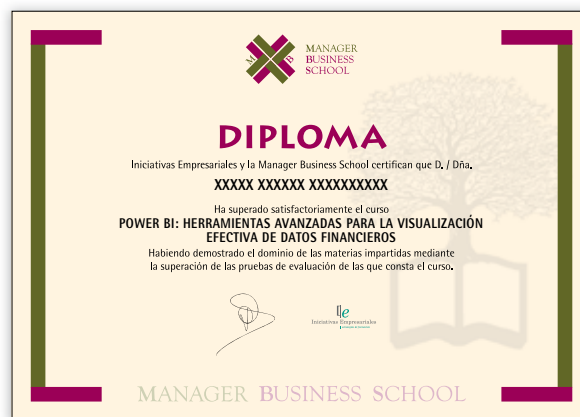 M B
MANAGER
BUSINESS
SCHOOL
DIPLOMA
Iniciativas Empresariales y la Manager Business School certifican que D. / Dña.
XXXXX XXXXXX XXXXXXXXXX
Ha superado satisfactoriamente el curso
POWER BI: HERRAMIENTAS AVANZADAS PARA LA VISUALIZACIÓN
EFECTIVA DE DATOS FINANCIEROS
Habiendo demostrado el dominio de las materias impartidas mediante
la superación de las pruebas de evaluación de las que consta el curso.
Iniciativas Empresariales
MANAGER BUSINESS SCHOOL